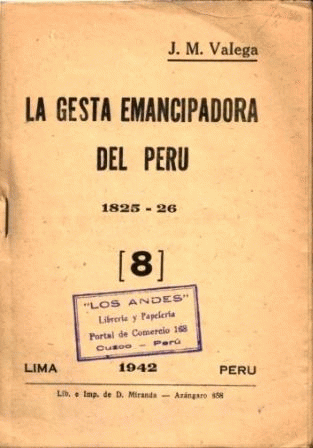 J. M. Valega
LA GESTA EMANCIPADORA
DEL PERU
1825 - 26
[8]
"LOS ANDES"
Librería y Papelería
Portal de Comercio 168
Cuzco - Perú
LIMA 1942 PERU
Lib. e Imp. de D. Miranda — Azángaro 858